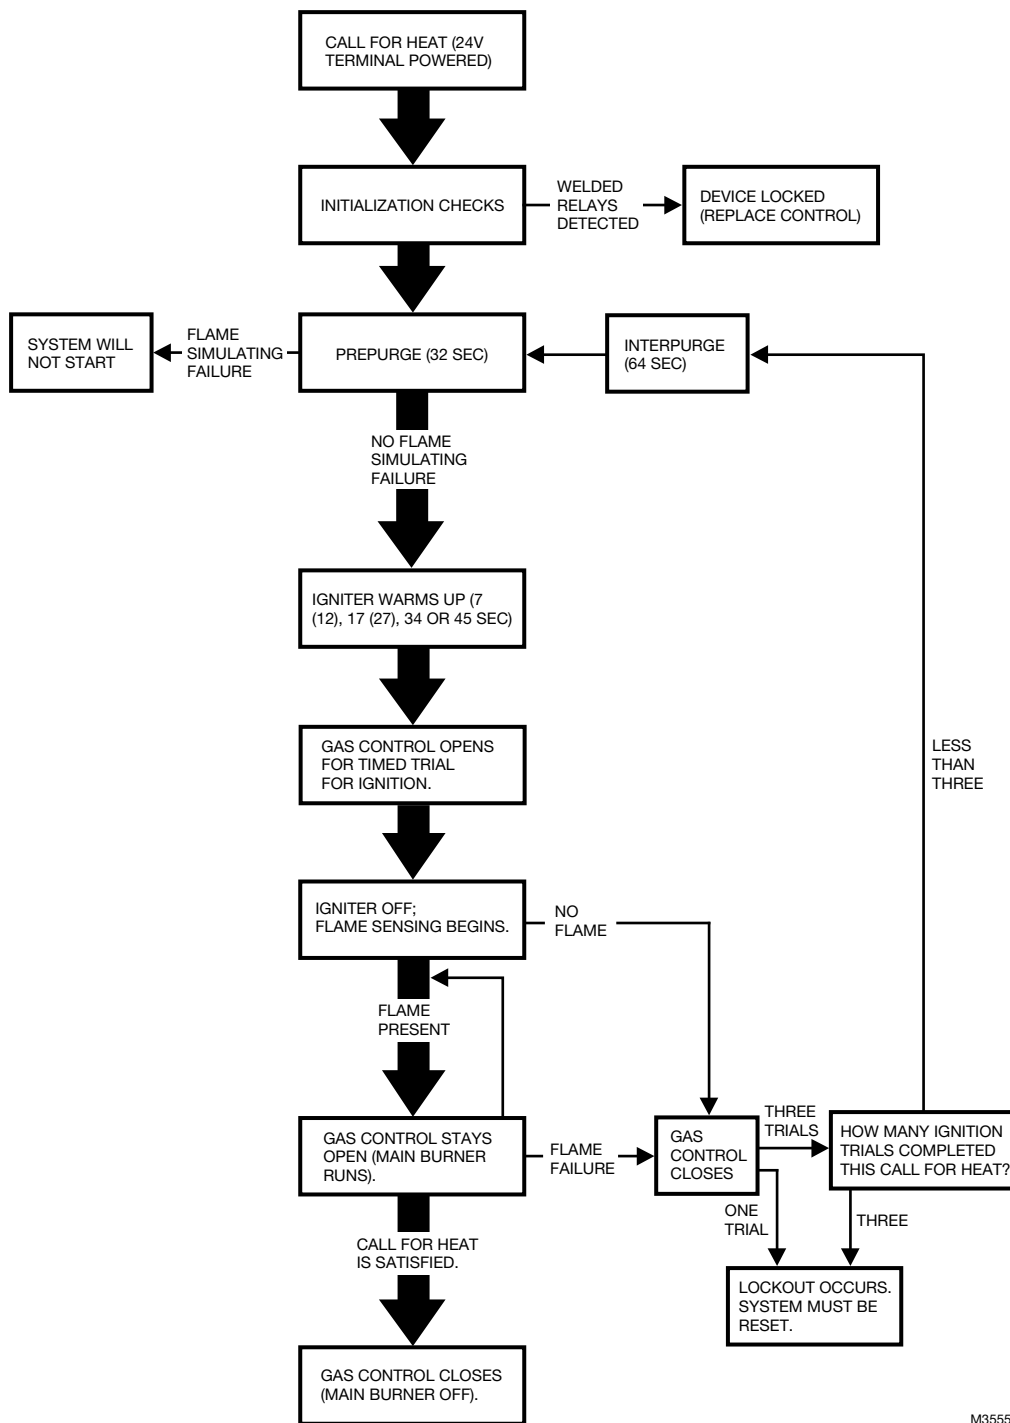 CALL FOR HEAT (24V
TERMINAL POWERED)
INITIALIZATION CHECKS
WELDED
RELAYS
DETECTED
DEVICE LOCKED
(REPLACE CONTROL)
SYSTEM WILL
NOT START
FLAME
SIMULATING
FAILURE
PREPURGE (32 SEC)
INTERPURGE
(64 SEC)
NO FLAME
SIMULATING
FAILURE
IGNITER WARMS UP (7
(12), 17 (27), 34 OR 45 SEC)
GAS CONTROL OPENS
FOR TIMED TRIAL
FOR IGNITION.
LESS
THAN
THREE
IGNITER OFF;
FLAME SENSING BEGINS.
NO
FLAME
FLAME
PRESENT
GAS CONTROL STAYS
OPEN (MAIN BURNER
RUNS).
FLAME
FAILURE
GAS
CONTROL
CLOSES
THREE
TRIALS
HOW MANY IGNITION
TRIALS COMPLETED
THIS CALL FOR HEAT?
ONE
TRIAL
THREE
CALL FOR HEAT
IS SATISFIED.
LOCKOUT OCCURS.
SYSTEM MUST BE
RESET.
GAS CONTROL CLOSES
(MAIN BURNER OFF).
M3555